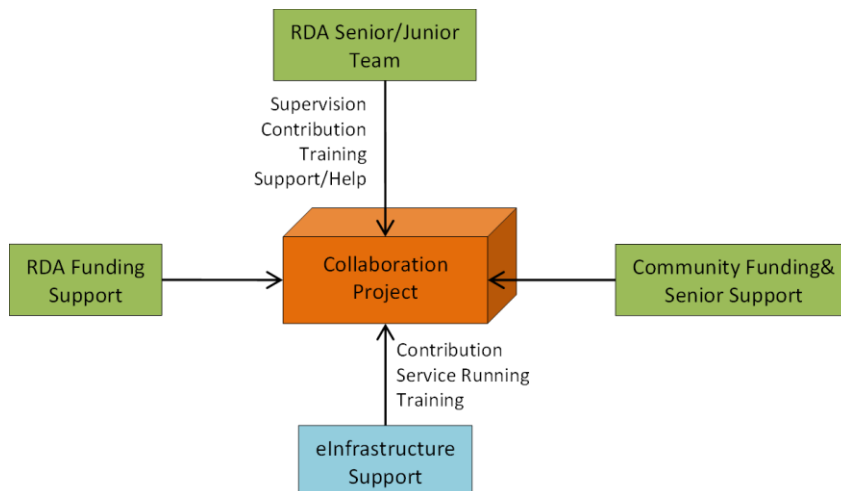 RDA Senior/Junior
Team
Supervision
Contribution
Training
Support/Help
RDA Funding
Support
Collaboration
Project
Community Funding&
Senior Support
Contribution
Service Running
Training
eInfrastructure
Support